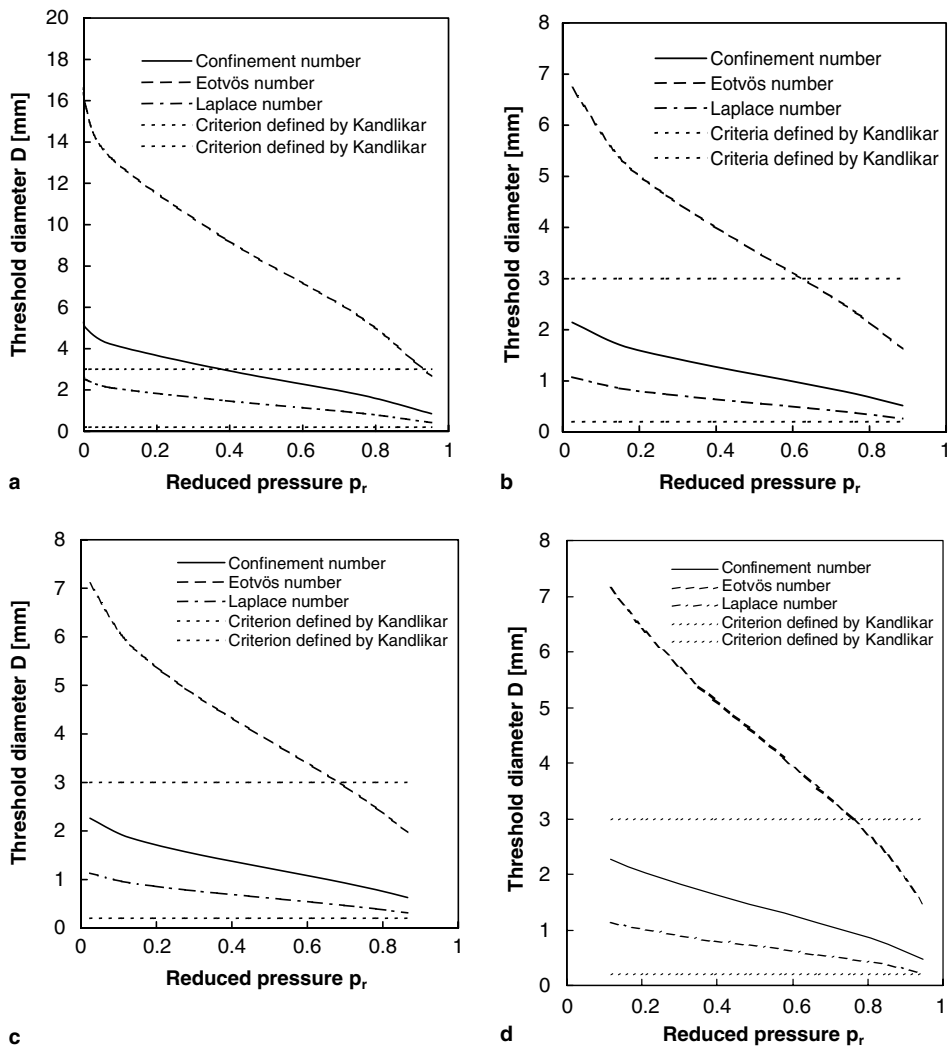 20
18
16
14
12
10
8
6
4
2
0
Threshold diameter D [mm]
Confinement number
Eotvös number
Laplace number
Criterion defined by Kandlikar
Criterion defined by Kandlikar
0 0.2 0.4 0.6 0.8 1
Reduced pressure pr
a
8
7
6
5
4
3
2
1
0
Threshold diameter [mm]
Confinement number
Eotvös number
Laplace number
Criteria defined by Kandlikar
Criteria defined by Kandlikar
0 0.2 0.4 0.6 0.8 1
Reduced pressure pr
b
8
7
6
5
4
3
2
1
0
Threshold diameter D [mm]
Confinement number
Eotvös number
Laplace number
Criterion defined by Kandlikar
Criterion defined by Kandlikar
0 0.2 0.4 0.6 0.8 1
Reduced pressure pr
c
8
7
6
5
4
3
2
1
0
Threshold diameter D [mm]
Confinement number
Eotvös number
Laplace number
Criterion defined by Kandlikar
Criterion defined by Kandlikar
0 0.2 0.4 0.6 0.8 1
Reduced pressure pr
d